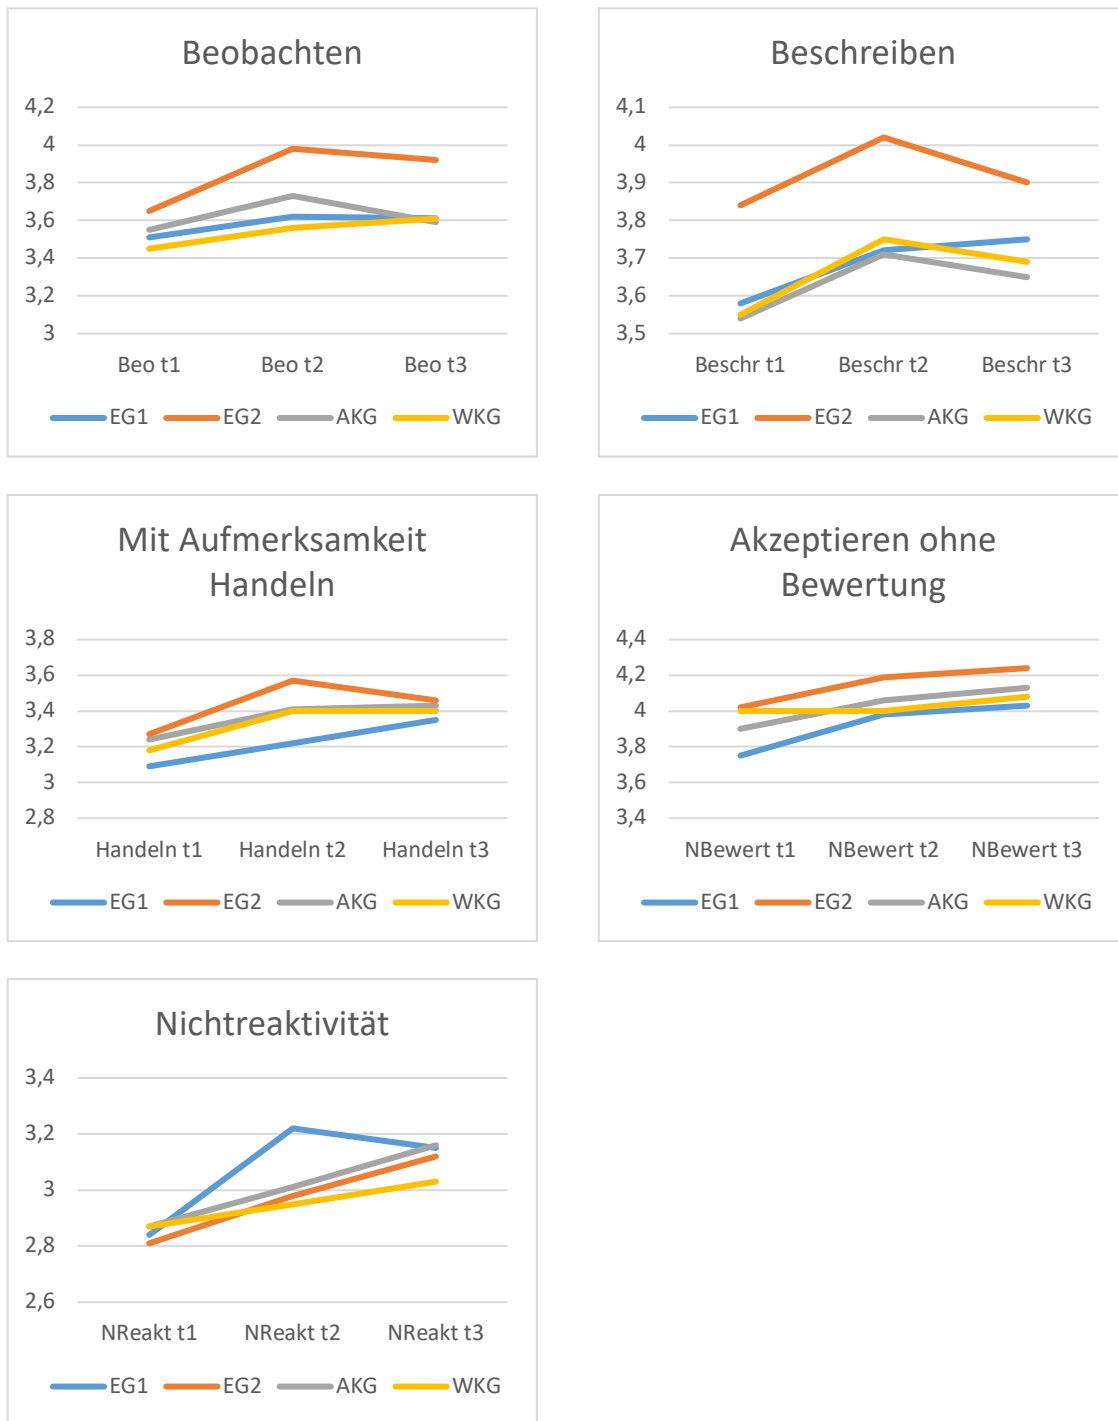 Beobachten
4,2
4
3,8
3,6
3,4
3,2
3
Beo t1 Beo t2 Beo t3
EG1 EG2 AKG WKG
Beschreiben
4,1
4
3,9
3,8
3,7
3,6
3,5
Beschr t1 Beschr t2 Beschr t3
EG1 EG2 AKG WKG
Mit Aufmerksamkeit
Handeln
3,8
3,6
3,4
3,2
3
2,8
Handeln t1 Handeln t2 Handeln t3
EG1 EG2 AKG WKG
Akzeptieren ohne
Bewertung
4,4
4,2
4
3,8
3,6
3,4
NBewert t1 NBewert t2 NBewert t3
EG1 EG2 AKG WKG
Nichtreaktivität
3,4
3,2
3
2,8
2,6
NReakt t1 NReakt t2 NReakt t3
EG1 EG2 AKG WKG